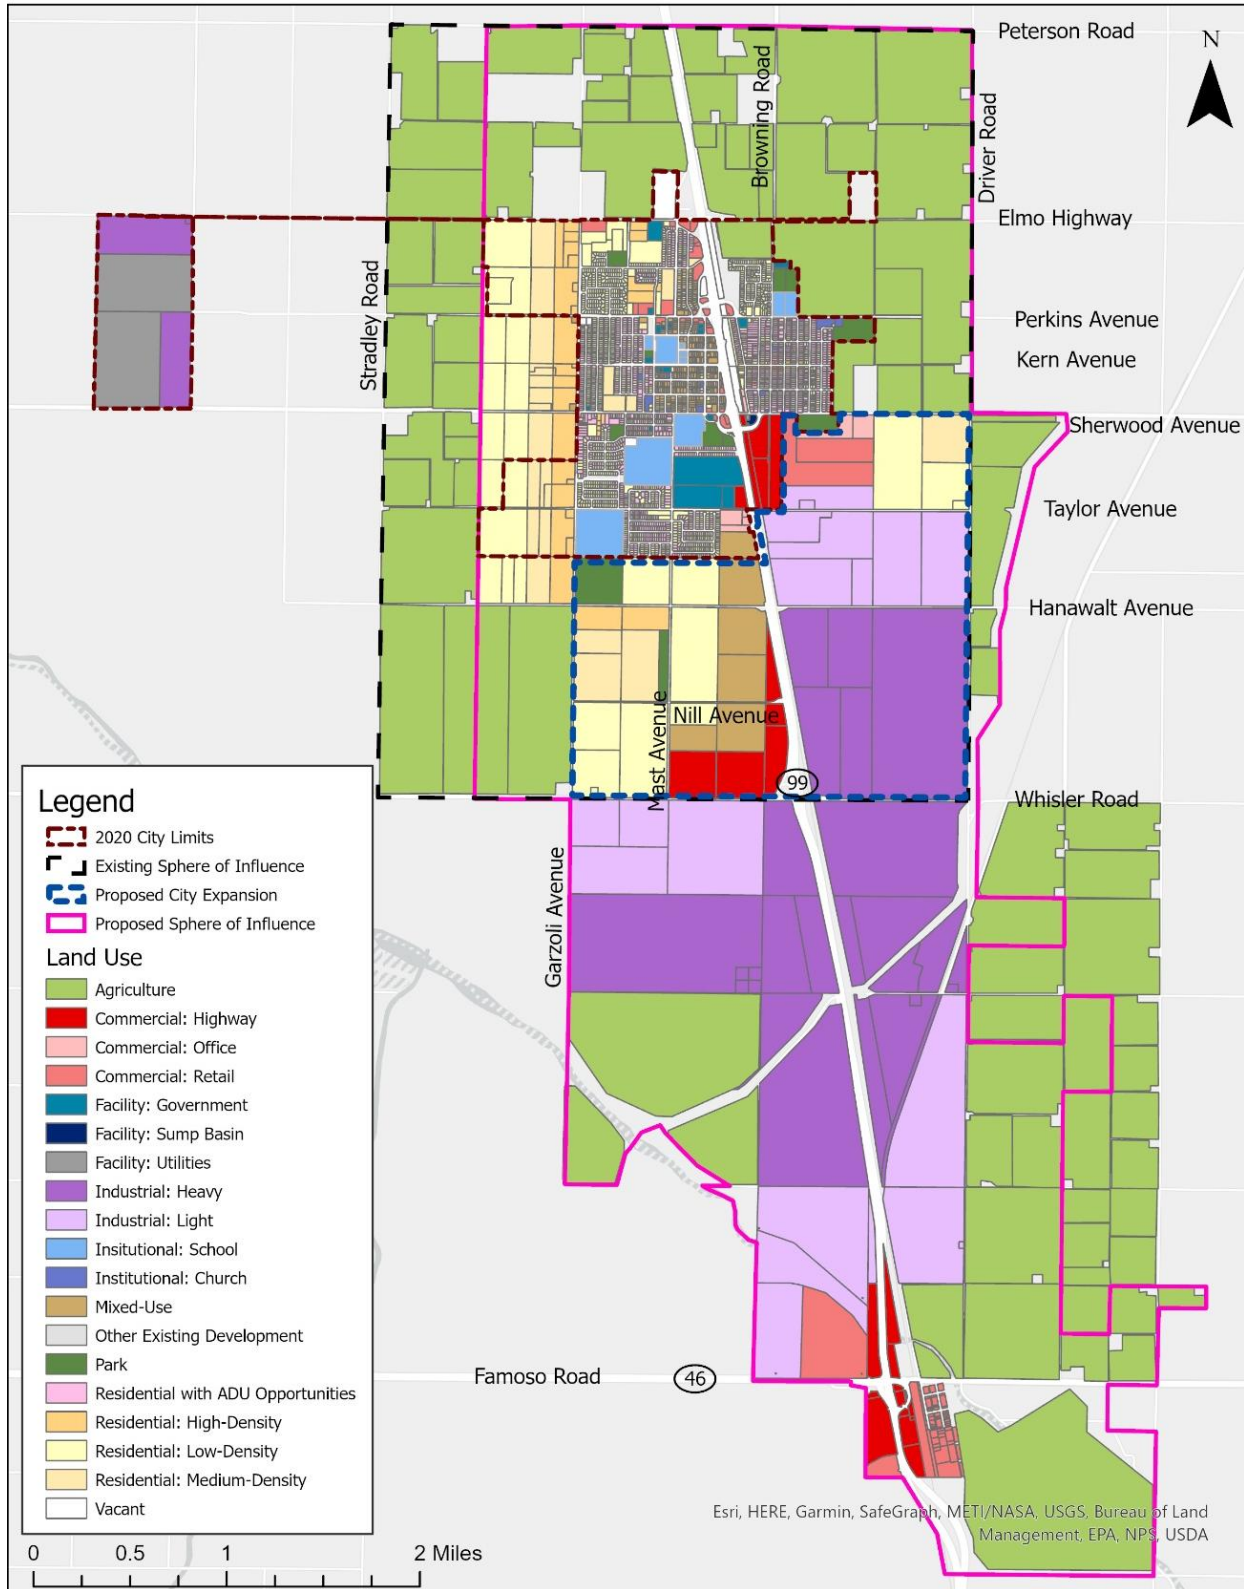 Peterson Road
N
Browning Road
Driver Road
Elmo Highway
Stradley Road
Perkins Avenue
Kern Avenue
Sherwood Avenue
Taylor Avenue
Hanawalt Avenue
Mast Avenue
Nill Avenue
99
Whisler Road
Garzoli Avenue
Legend
2020 City Limits
Existing Sphere of Influence
Proposed City Expansion
Proposed Sphere of Influence
Land Use
Agriculture
Commercial: Highway
Commercial: Office
Commercial: Retail
Facility: Government
Facility: Sump Basin
Facility: Utilities
Industrial: Heavy
Industrial: Light
Insitutional: School
Institutional: Church
Mixed-Use
Other Existing Development
Park
Residential with ADU Opportunities
Residential: High-Density
Residential: Low-Density
Residential: Medium-Density
Vacant
Famoso Road
46
Esri, HERE, Garmin, SafeGraph, METI/NASA, USGS, Bureau of Land
Management, EPA, NPS, USDA
0 0.5 1 2 Miles